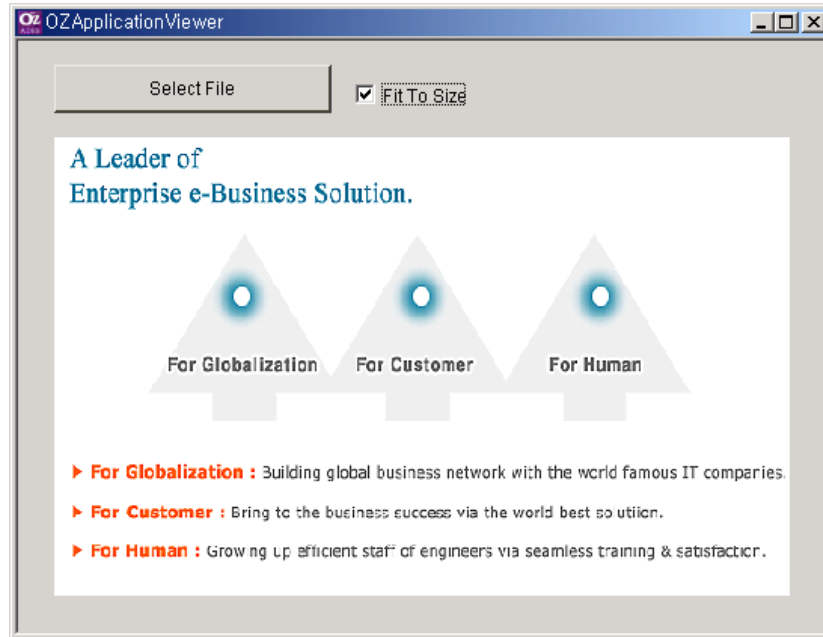 OZ OZApplicationViewer
Select File
Fit To Size
A Leader of
Enterprise e-Business Solution.
For Globalization For Customer For Human
For Globalization : Building global business network with the world famous IT companies.
For Customer : Bring to the business success via the world best solutiion.
For Human : Growing up efficient staff of engineers via seamless training & satisfaction.